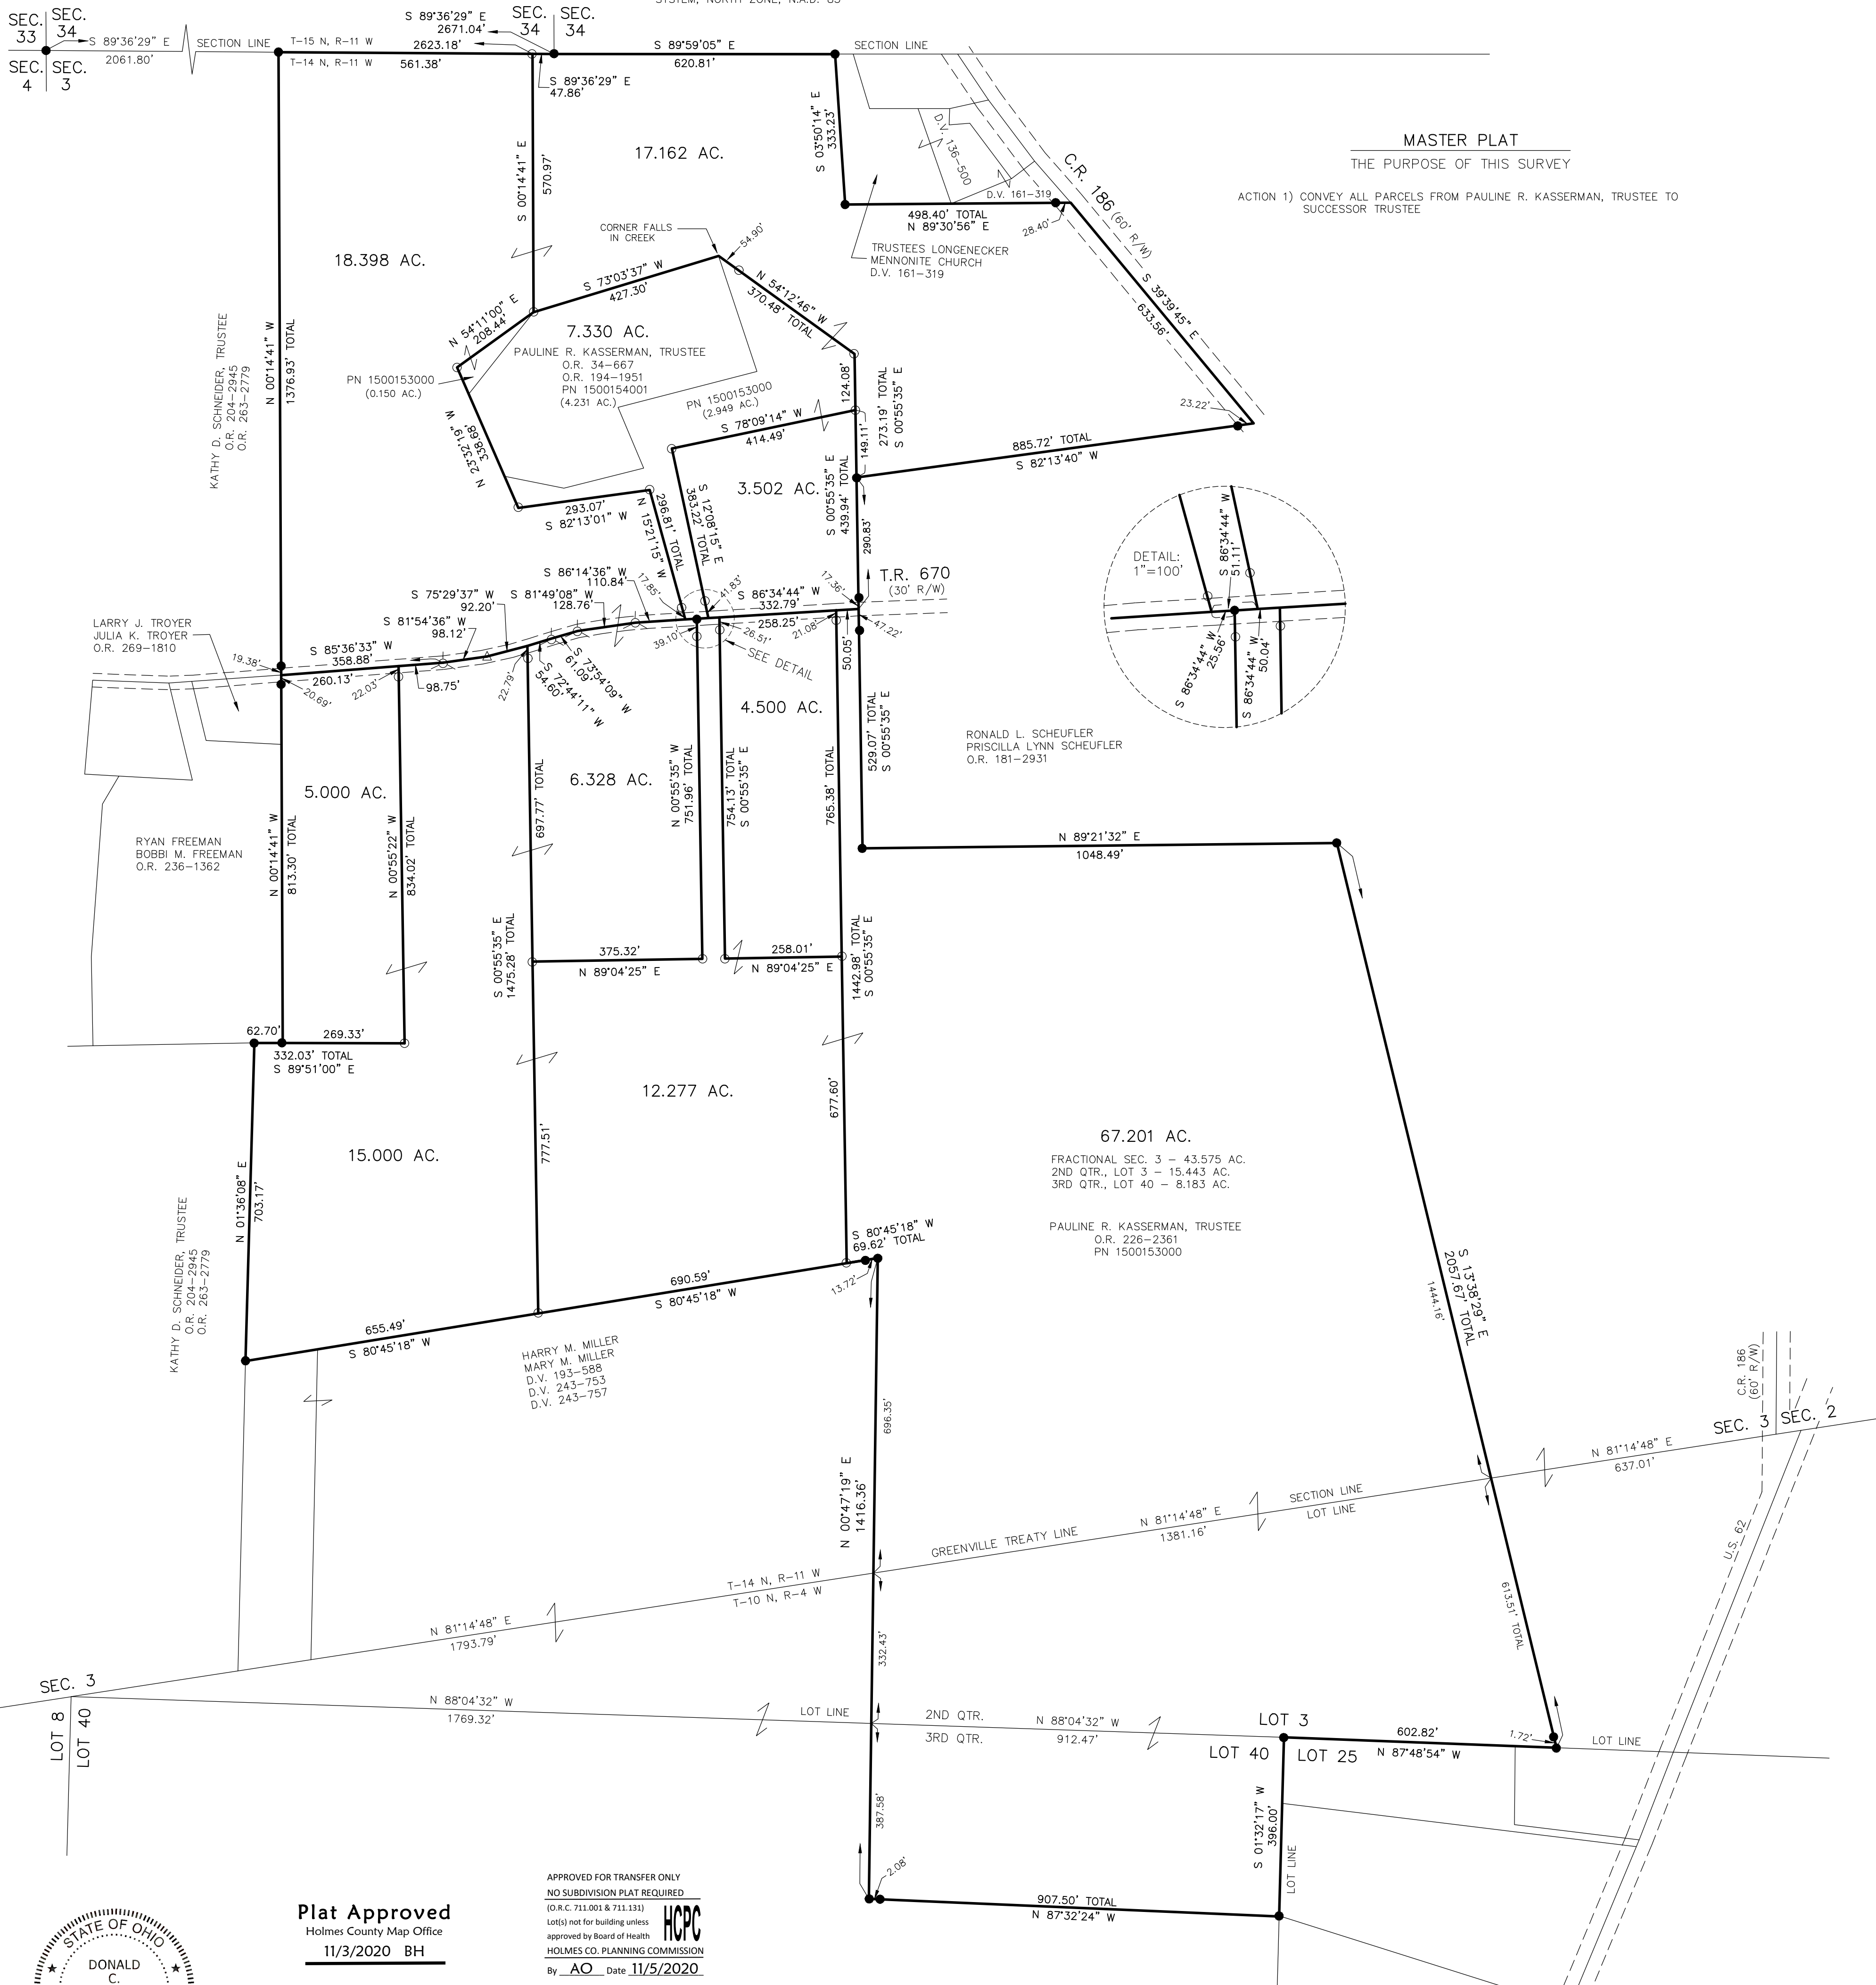 SYSTEM, NORTH ZONE, N.A.D. 83
SEC. 33
SEC. 34
SEC. 4
SEC. 3
S 89°36'29" E
2061.80'
SECTION LINE
T-15 N, R-11 W
T-14 N, R-11 W
S 89°36'29" E
2671.04'
2623.18'
561.38'
SEC. 34
SEC. 34
S 89°36'29" E
47.86'
S 89°59'05" E
620.81'
SECTION LINE
MASTER PLAT
THE PURPOSE OF THIS SURVEY
ACTION 1) CONVEY ALL PARCELS FROM PAULINE R. KASSERMAN, TRUSTEE TO
SUCCESSOR TRUSTEE
17.162 AC.
S 03°50'14" E
333.23'
D.V. 136-500
D.V. 161-319
C.R. 186 (60' R/W)
498.40' TOTAL
N 89°30'56" E
28.40'
TRUSTEES LONGENECKER
MENNONITE CHURCH
D.V. 161-319
S 39°39'45" E
633.56'
S 00°14'41" E
570.97'
CORNER FALLS
IN CREEK
54.90'
18.398 AC.
S 73°03'37" W
427.30'
N 54°12'46" W
370.48' TOTAL
N 54°11'00" E
208.44'
7.330 AC.
PAULINE R. KASSERMAN, TRUSTEE
O.R. 34-667
O.R. 194-1951
PN 1500154001
(4.231 AC.)
PN 1500153000
(0.150 AC.)
PN 1500153000
(2.949 AC.)
KATHY D. SCHNEIDER, TRUSTEE
O.R. 204-2945
O.R. 263-2779
N 00°14'41" W
1376.93' TOTAL
N 23°32'19" W
338.68'
124.08'
273.19' TOTAL
S 00°55'35" E
149.11'
23.22'
S 78°09'14" W
414.49'
885.72' TOTAL
S 82°13'40" W
3.502 AC.
S 00°55'35" E
439.94' TOTAL
290.83'
293.07'
S 82°13'01" W
296.81' TOTAL
N 15°21'15" W
S 12°08'15" E
383.22' TOTAL
DETAIL:
1"=100'
S 86°34'44" W
51.11'
S 86°34'44" W
25.56'
S 86°34'44" W
50.04'
T.R. 670
(30' R/W)
S 86°14'36" W
110.84'
17.85'
41.83'
S 86°34'44" W
332.79'
17.36'
S 75°29'37" W
92.20'
S 81°49'08" W
128.76'
258.25'
21.08'
47.22'
50.05'
39.10'
26.51'
SEE DETAIL
S 81°54'36" W
98.12'
LARRY J. TROYER
JULIA K. TROYER
O.R. 269-1810
19.38'
S 85°36'33" W
358.88'
260.13'
20.69'
22.03'
98.75'
22.79'
S 73°54'09" W
61.09'
S 72°44'11" W
54.60'
4.500 AC.
RONALD L. SCHEUFLER
PRISCILLA LYNN SCHEUFLER
O.R. 181-2931
529.07' TOTAL
S 00°55'35" E
5.000 AC.
6.328 AC.
697.77' TOTAL
N 00°55'35" W
751.96' TOTAL
754.13' TOTAL
S 00°55'35" E
765.38' TOTAL
RYAN FREEMAN
BOBBI M. FREEMAN
O.R. 236-1362
N 00°14'41" W
813.30' TOTAL
N 00°55'22" W
834.02' TOTAL
N 89°21'32" E
1048.49'
375.32'
N 89°04'25" E
258.01'
N 89°04'25" E
S 00°55'35" E
1475.28' TOTAL
1442.98' TOTAL
S 00°55'35" E
62.70'
269.33'
332.03' TOTAL
S 89°51'00" E
12.277 AC.
677.60'
777.51'
15.000 AC.
N 01°36'08" E
703.17'
KATHY D. SCHNEIDER, TRUSTEE
O.R. 204-2945
O.R. 263-2779
67.201 AC.
FRACTIONAL SEC. 3 - 43.575 AC.
2ND QTR., LOT 3 - 15.443 AC.
3RD QTR., LOT 40 - 8.183 AC.
PAULINE R. KASSERMAN, TRUSTEE
O.R. 226-2361
PN 1500153000
S 80°45'18" W
69.62' TOTAL
13.72'
690.59'
S 80°45'18" W
655.49'
S 80°45'18" W
HARRY M. MILLER
MARY M. MILLER
D.V. 193-588
D.V. 243-753
D.V. 243-757
S 13°38'29" E
2057.67' TOTAL
1444.16'
696.35'
C.R. 186
(60' R/W)
SEC. 3
SEC. 2
N 81°14'48" E
637.01'
N 00°47'19" E
1416.36'
SECTION LINE
LOT LINE
N 81°14'48" E
1381.16'
GREENVILLE TREATY LINE
U.S. 62
T-14 N, R-11 W
T-10 N, R-4 W
613.51' TOTAL
N 81°14'48" E
1793.79'
332.43'
SEC. 3
LOT 8
LOT 40
N 88°04'32" W
1769.32'
LOT LINE
2ND QTR.
3RD QTR.
N 88°04'32" W
912.47'
LOT 3
LOT 40
LOT 25
602.82'
N 87°48'54" W
1.72'
LOT LINE
387.58'
S 01°32'17" W
396.00'
LOT LINE
2.08'
907.50' TOTAL
N 87°32'24" W
STATE OF OHIO
DONALD
C.
Plat Approved
Holmes County Map Office
11/3/2020 BH
APPROVED FOR TRANSFER ONLY
NO SUBDIVISION PLAT REQUIRED
(O.R.C. 711.001 & 711.131)
Lot(s) not for building unless
approved by Board of Health
HCPC
HOLMES CO. PLANNING COMMISSION
By AO Date 11/5/2020